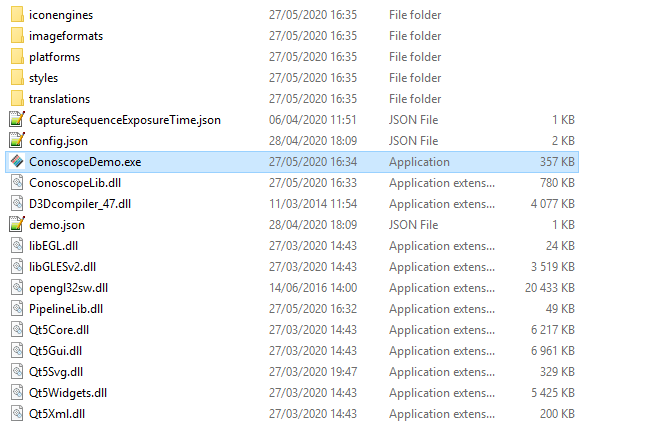 iconengines 27/05/2020 16:35 File folder
imageformats 27/05/2020 16:35 File folder
platforms 27/05/2020 16:35 File folder
styles 27/05/2020 16:35 File folder
translations 27/05/2020 16:35 File folder
CaptureSequenceExposureTime.json 06/04/2020 11:51 JSON File 1 KB
config.json 28/04/2020 18:09 JSON File 2 KB
ConoscopeDemo.exe 27/05/2020 16:34 Application 357 KB
ConoscopeLib.dll 27/05/2020 16:33 Application extens... 780 KB
D3Dcompiler_47.dll 11/03/2014 11:54 Application extens... 4 077 KB
demo.json 28/04/2020 18:09 JSON File 1 KB
libEGL.dll 27/03/2020 14:43 Application extens... 24 KB
libGLESv2.dll 27/03/2020 14:43 Application extens... 3 519 KB
opengl32sw.dll 14/06/2016 14:00 Application extens... 20 433 KB
PipelineLib.dll 27/05/2020 16:32 Application extens... 49 KB
Qt5Core.dll 27/03/2020 14:43 Application extens... 6 217 KB
Qt5Gui.dll 27/03/2020 14:43 Application extens... 6 961 KB
Qt5Svg.dll 27/03/2020 19:47 Application extens... 329 KB
Qt5Widgets.dll 27/03/2020 14:43 Application extens... 5 425 KB
Qt5Xml.dll 27/03/2020 14:43 Application extens... 200 KB